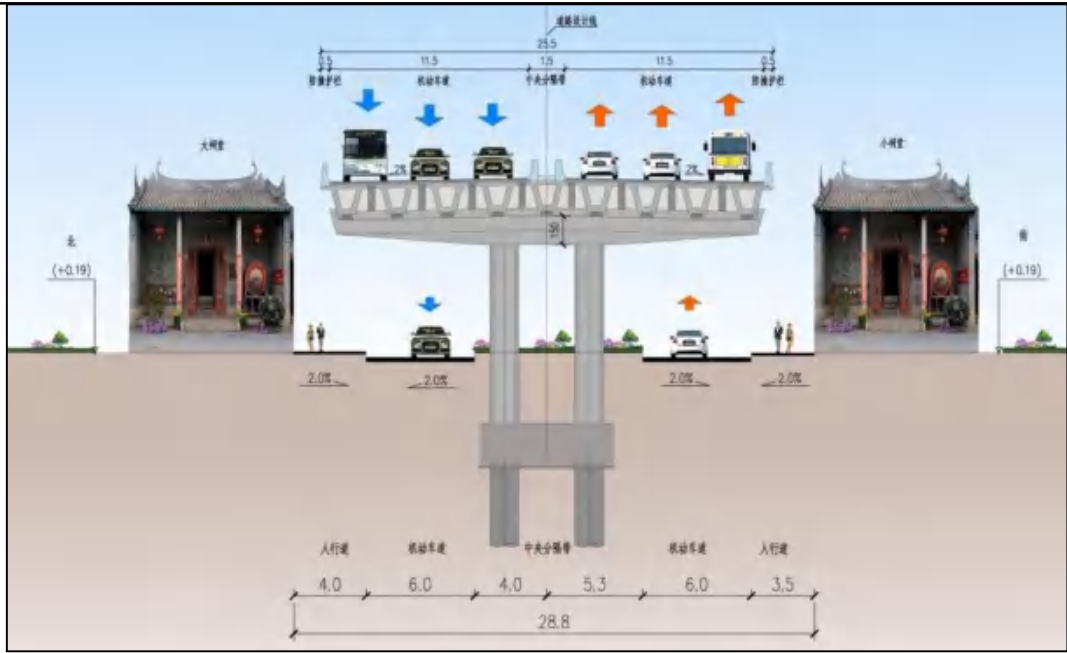 道路设计线
25.5
0.5 11.5 1.5 11.5 0.5
防撞护栏 机动车道 中央分隔带 机动车道 防撞护栏
大祠堂 小祠堂
2% 2%
1.50
北 南
(+0.19) (+0.19)
2.0% 2.0% 2.0% 2.0%
人行道 机动车道 中央分隔带 机动车道 人行道
4.0 6.0 4.0 5.3 6.0 3.5
28.8